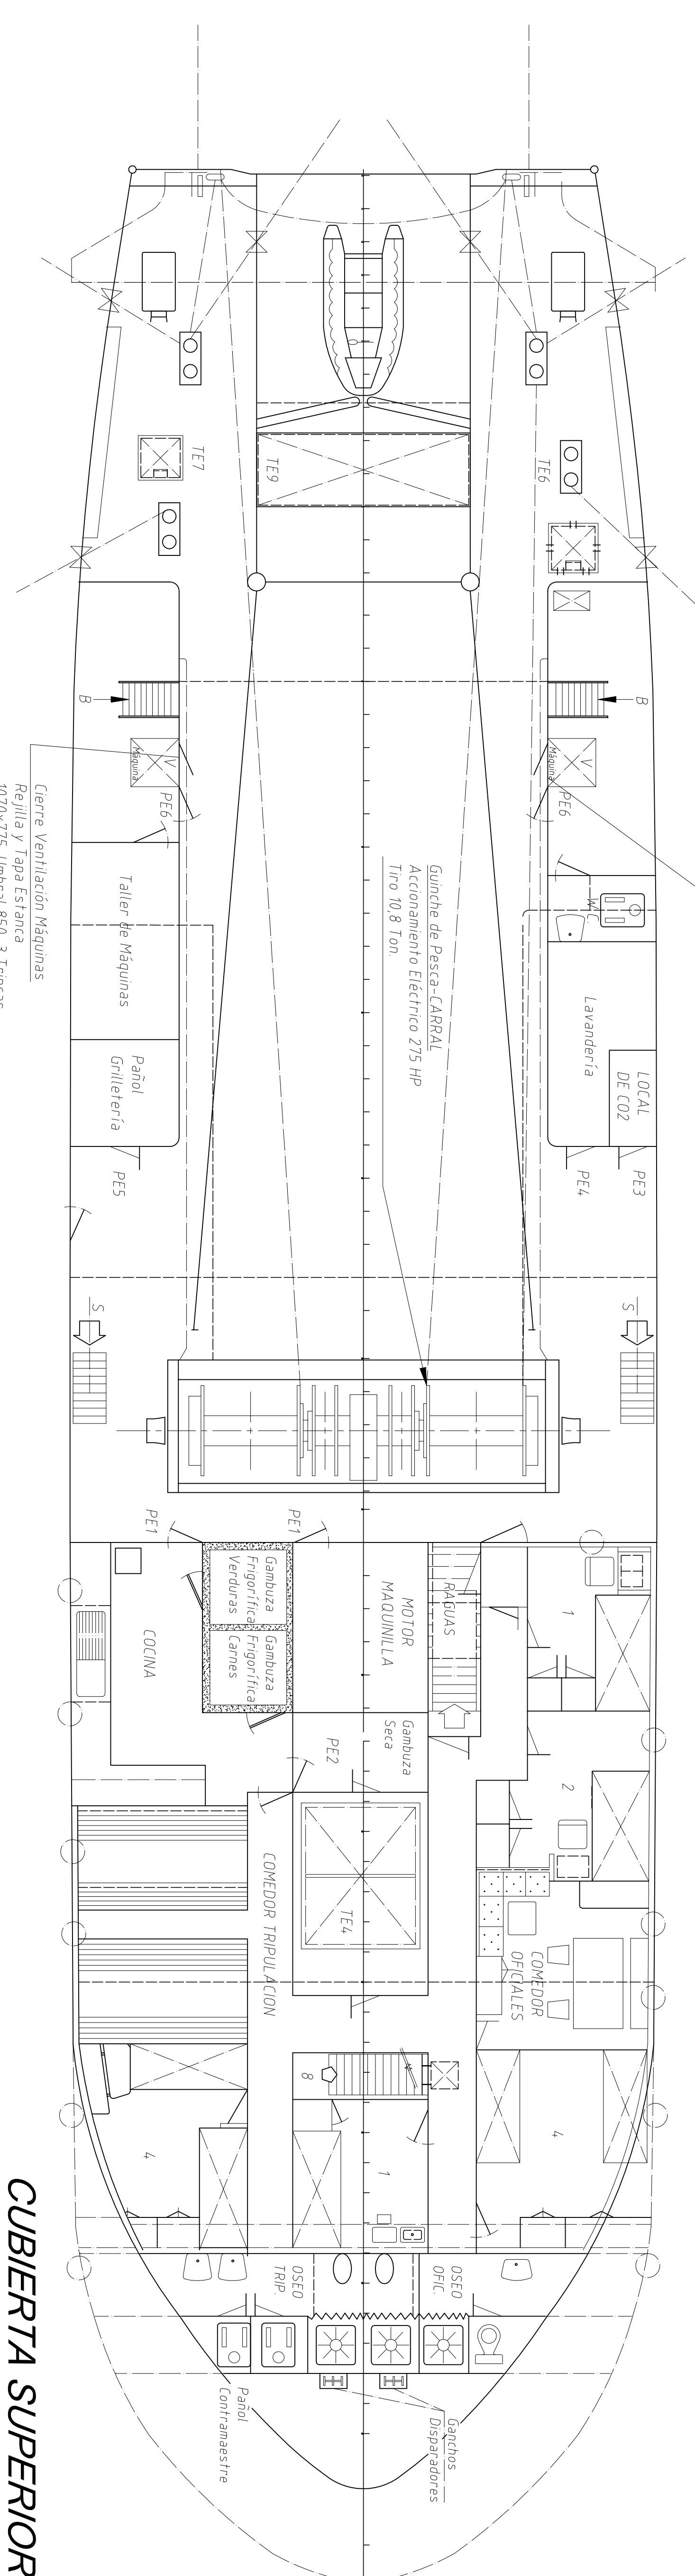 TE7
TE9
TE6
B
B
V.
Máquina
V.
Máquina
PE6
PE6
Cierre Ventilación Máquinas
Rejilla y Tapa Estanca
Taller de Máquinas
W.C.
Guinche de Pesca-CARRAL
Accionamiento Eléctrico 275 HP
Tiro 10,8 Ton.
Lavandería
LOCAL
DE CO2
Pañol
Grilletería
PE5
PE4
PE3
S
S
PE1
PE1
Gambuza
Frigorífica
Verduras
Gambuza
Frigorífica
Carnes
COCINA
MOTOR
MAQUINILLA
RAGUAS
1
Gambuza
Seca
PE2
2
TE4
COMEDOR TRIPULACION
COMEDOR
OFICIALES
8
4
1
4
OSEO
TRIP.
OSEO
OFIC.
Pañol
Contramaestre
Ganchos
Disparadores
CUBIERTA SUPERIOR